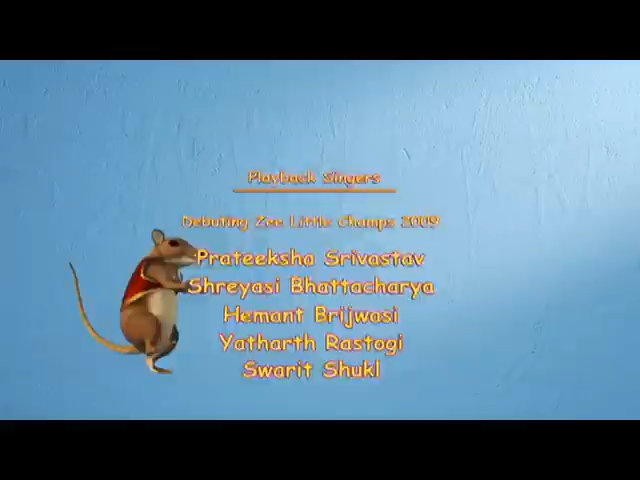 Playback Singers
Debuting Zee Little Champs 2009
Prateeksha Srivastav
Shreyasi Bhattacharya
Hemant Brijwasi
Yatharth Rastogi
Swarit Shukl